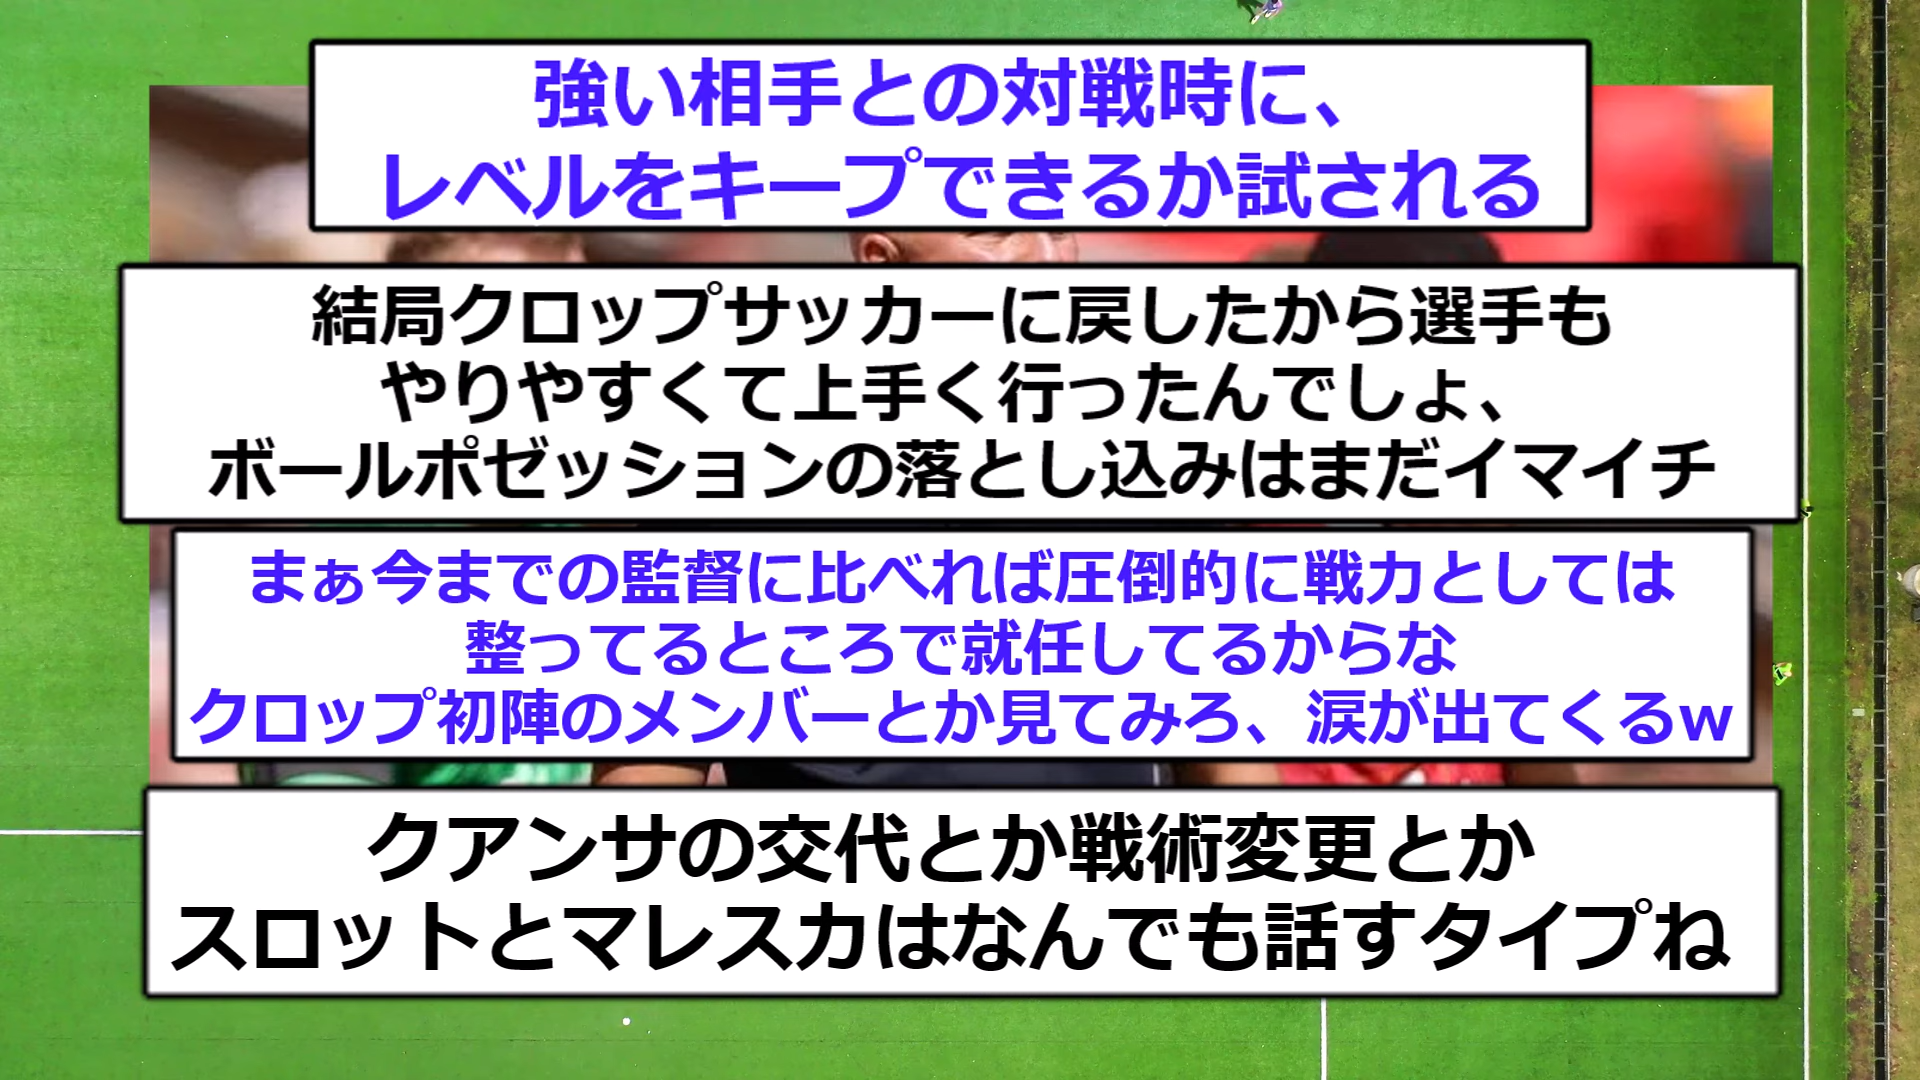 強い相手との対戦時に、
レベルをキープできるか試される
結局クロップサッカーに戻したから選手も
やりやすくて上手く行ったんでしょ、
ボールポゼッションの落とし込みはまだイマイチ
まぁ今までの監督に比べれば圧倒的に戦力としては
整ってるところで就任してるからな
クロップ初陣のメンバーとか見てみろ、涙が出てくるw
クアンサの交代とか戦術変更とか
スロットとマレスカはなんでも話すタイプね